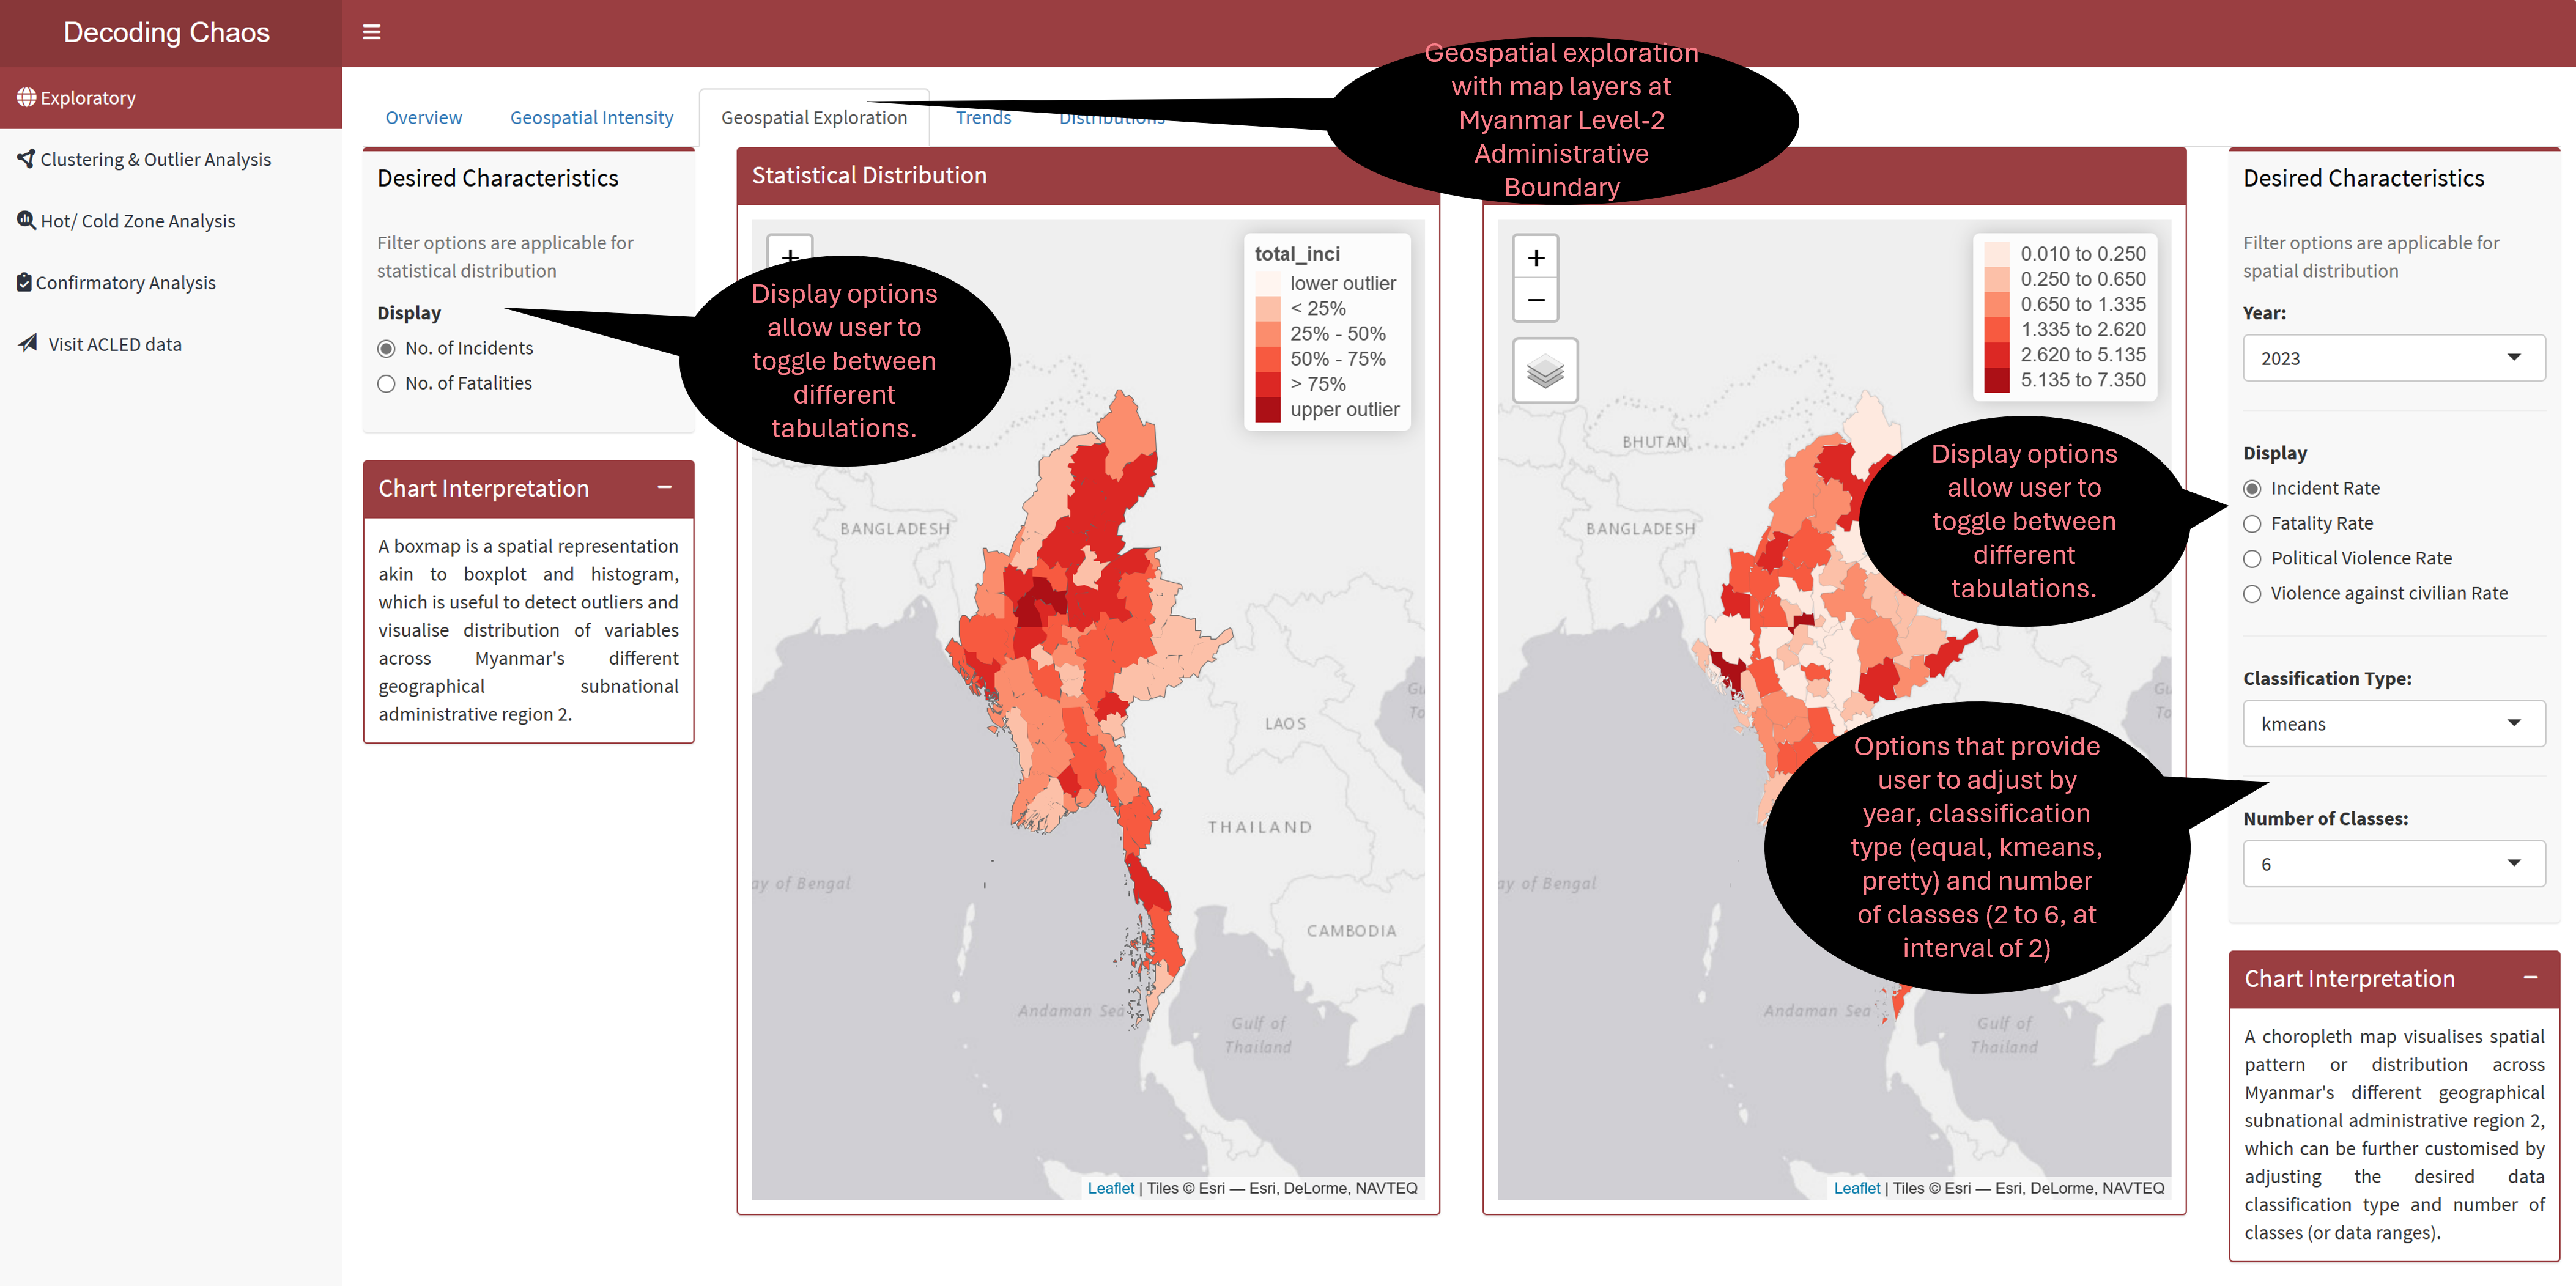 Decoding Chaos
Exploratory
Clustering & Outlier Analysis
Hot/ Cold Zone Analysis
Confirmatory Analysis
Visit ACLED data
Overview
Geospatial Intensity
Geospatial Exploration
Trends
Distributions
Geospatial exploration
with map layers at
Myanmar Level-2
Administrative
Boundary
Desired Characteristics
Filter options are applicable for
statistical distribution
Display
No. of Incidents
No. of Fatalities
Display options
allow user to
toggle between
different
tabulations.
Chart Interpretation
A boxmap is a spatial representation
akin to boxplot and histogram,
which is useful to detect outliers and
visualise distribution of variables
across Myanmar's different
geographical subnational
administrative region 2.
Statistical Distribution
+
total_inci
lower outlier
< 25%
25% - 50%
50% - 75%
> 75%
upper outlier
BANGLADESH
LAOS
THAILAND
CAMBODIA
ay of Bengal
Andaman Sea
Gulf of
Thailand
Gu
To
Leaflet | Tiles © Esri — Esri, DeLorme, NAVTEQ
+
−
0.010 to 0.250
0.250 to 0.650
0.650 to 1.335
1.335 to 2.620
2.620 to 5.135
5.135 to 7.350
BHUTAN
BANGLADESH
ay of Bengal
Andaman Sea
Gulf of
Thailand
Gu
To
Leaflet | Tiles © Esri — Esri, DeLorme, NAVTEQ
Display options
allow user to
toggle between
different
tabulations.
Options that provide
user to adjust by
year, classification
type (equal, kmeans,
pretty) and number
of classes (2 to 6, at
interval of 2)
Desired Characteristics
Filter options are applicable for
spatial distribution
Year:
2023
Display
Incident Rate
Fatality Rate
Political Violence Rate
Violence against civilian Rate
Classification Type:
kmeans
Number of Classes:
6
Chart Interpretation
A choropleth map visualises spatial
pattern or distribution across
Myanmar's different geographical
subnational administrative region 2,
which can be further customised by
adjusting the desired data
classification type and number of
classes (or data ranges).